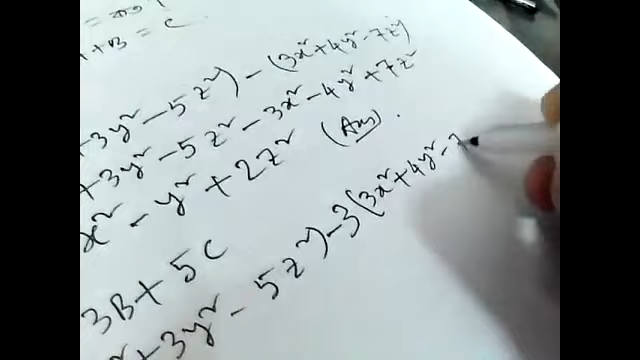 + B = C
+ 3y² - 5z²) - (3x²+4y²-7z²)
+ 3y² - 5z² - 3x² - 4y² + 7z²
x² - y² + 2z² (Ans).
3B + 5C
+ 3y² - 5z²) - 3(3x²+4y²-